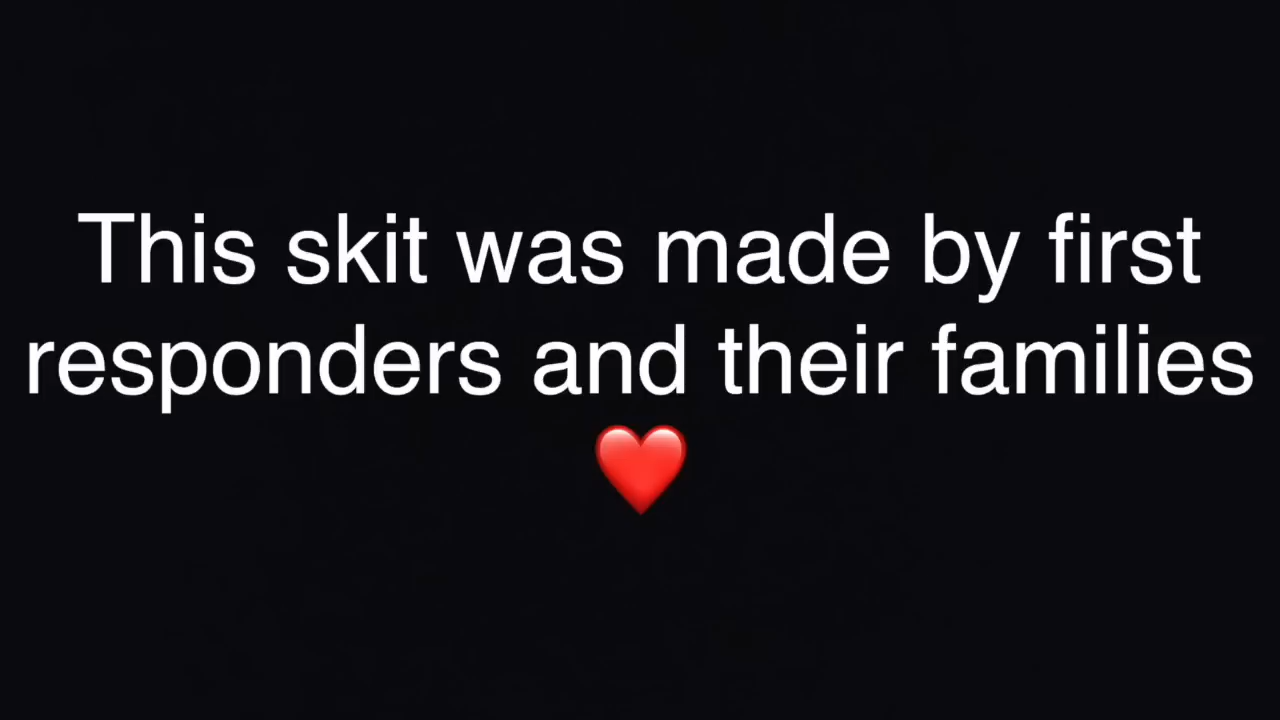 This skit was made by first
responders and their families
❤️